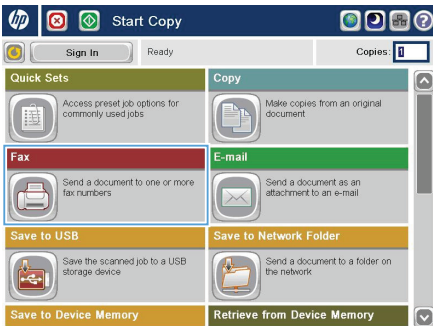 hp Start Copy
Sign In Ready Copies: 1
Quick Sets
Access preset job options for
commonly used jobs
Copy
Make copies from an original
document
Fax
Send a document to one or more
fax numbers
E-mail
Send a document as an
attachment to an e-mail
Save to USB
Save the scanned job to a USB
storage device
Save to Network Folder
Send a document to a folder on
the network
Save to Device Memory
Retrieve from Device Memory